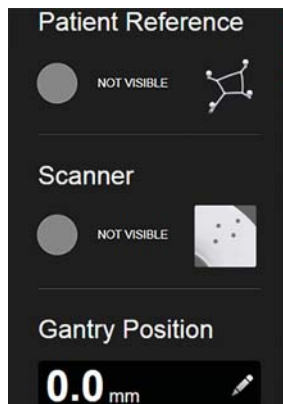 Patient Reference
NOT VISIBLE
Scanner
NOT VISIBLE
Gantry Position
0.0 mm